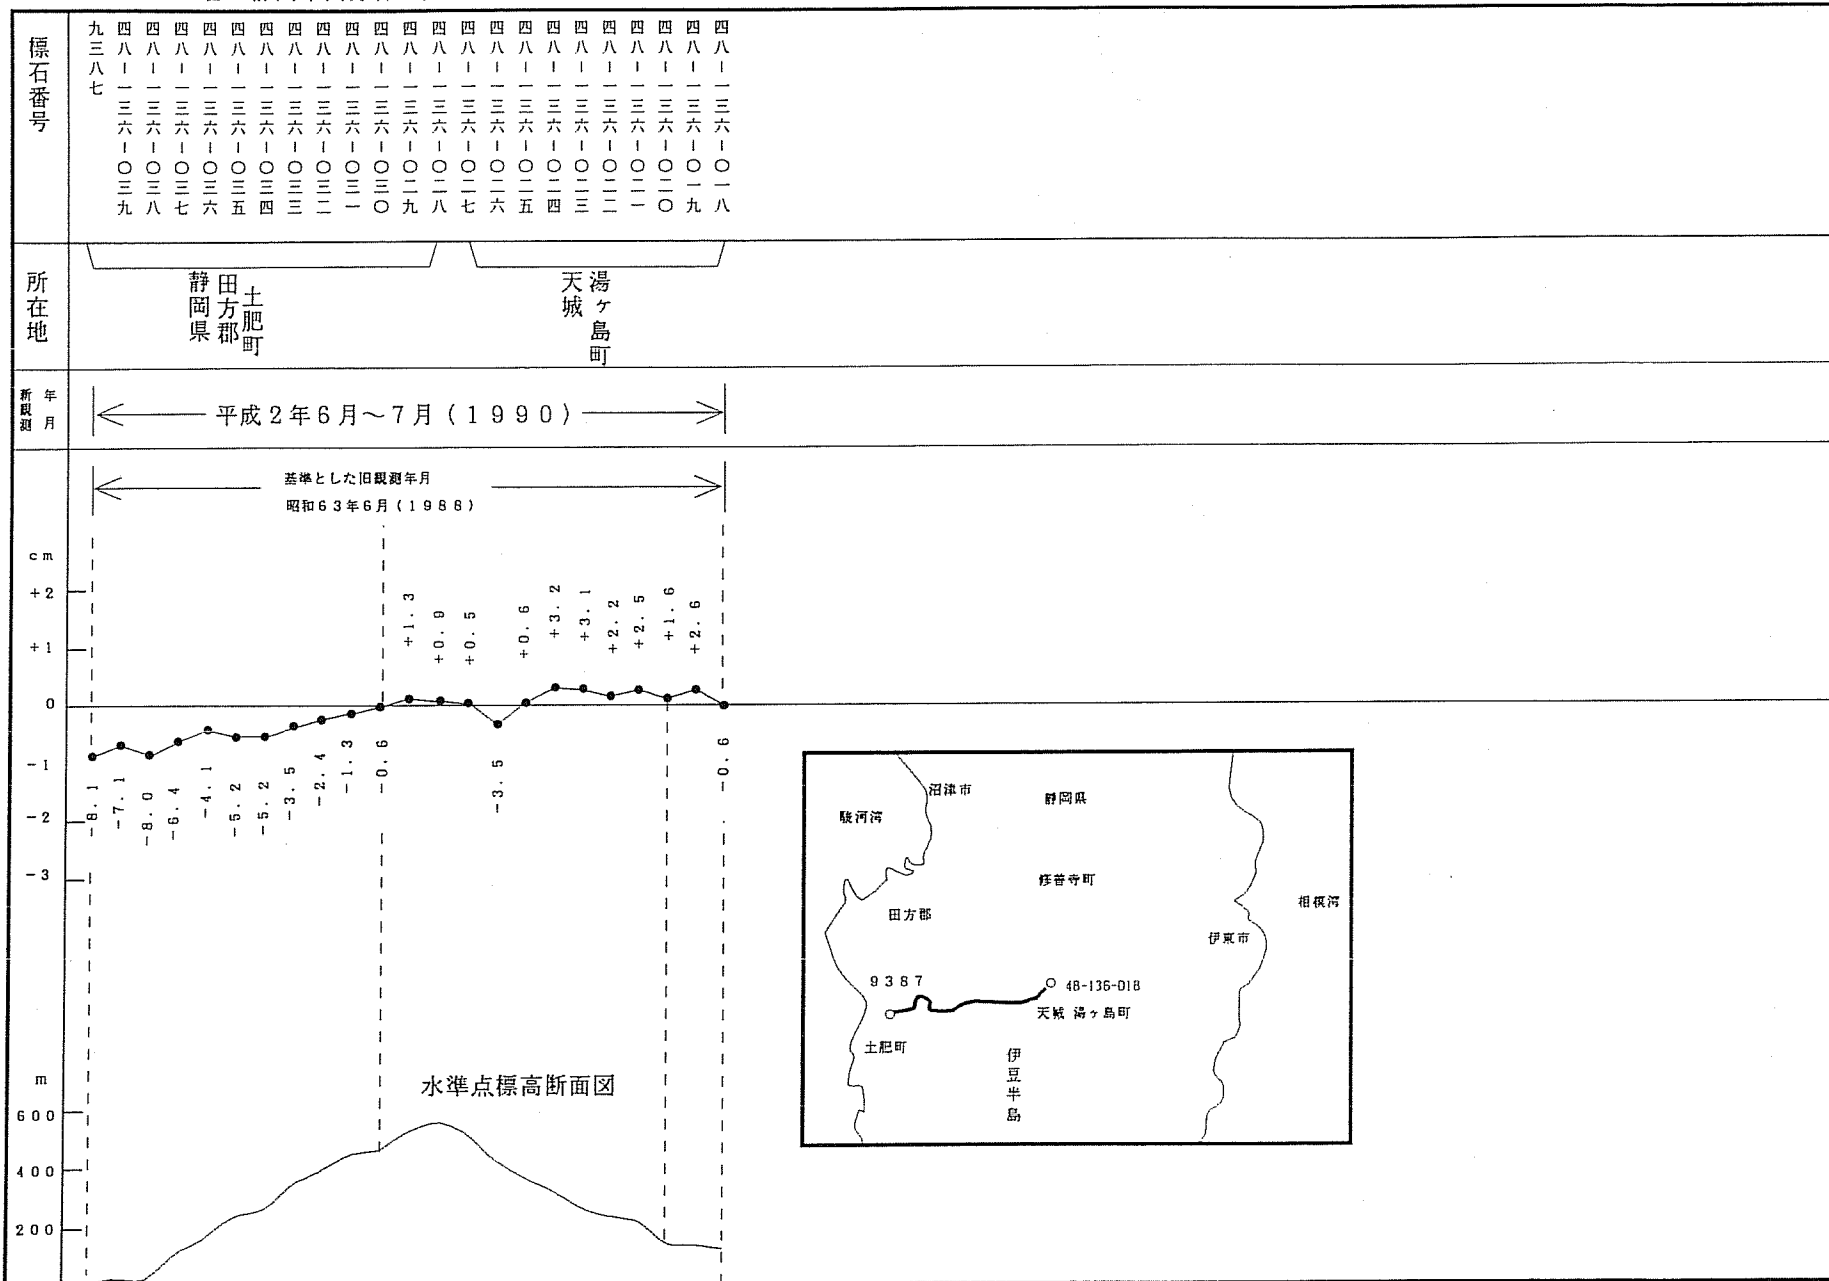 標石番号
九三八七
四八-一三六-〇三九
四八-一三六-〇三八
四八-一三六-〇三七
四八-一三六-〇三六
四八-一三六-〇三五
四八-一三六-〇三四
四八-一三六-〇三三
四八-一三六-〇三二
四八-一三六-〇三一
四八-一三六-〇三〇
四八-一三六-〇二九
四八-一三六-〇二八
四八-一三六-〇二七
四八-一三六-〇二六
四八-一三六-〇二五
四八-一三六-〇二四
四八-一三六-〇二三
四八-一三六-〇二二
四八-一三六-〇二一
四八-一三六-〇二〇
四八-一三六-〇一九
四八-一三六-〇一八
所在地
静岡県
田方郡
土肥町
天城
湯ヶ島町
新観測
年月
平成2年6月〜7月(1990)
基準とした旧観測年月
昭和63年6月(1988)
cm
+2
+1
0
-1
-2
-3
-8.1
-7.1
-8.0
-6.4
-4.1
-5.2
-5.2
-3.5
-2.4
-1.3
-0.6
+1.3
+0.9
+0.5
-3.5
+0.6
+3.2
+3.1
+2.2
+2.5
+1.6
+2.6
-0.6
水準点標高断面図
m
600
400
200
沼津市
静岡県
駿河湾
修善寺町
田方郡
相模湾
伊東市
9387
48-136-018
天城 湯ヶ島町
土肥町
伊豆半島